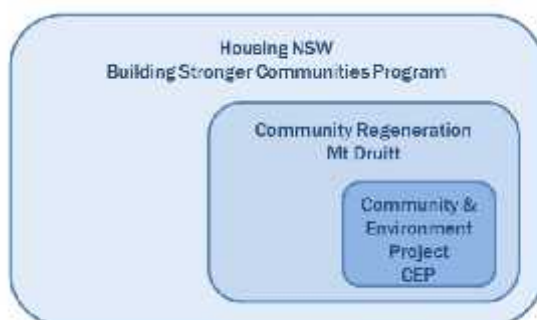 Housing NSW
Building Stronger Communities Program
Community Regeneration
Mt Druitt
Community &
Environment
Project
CEP